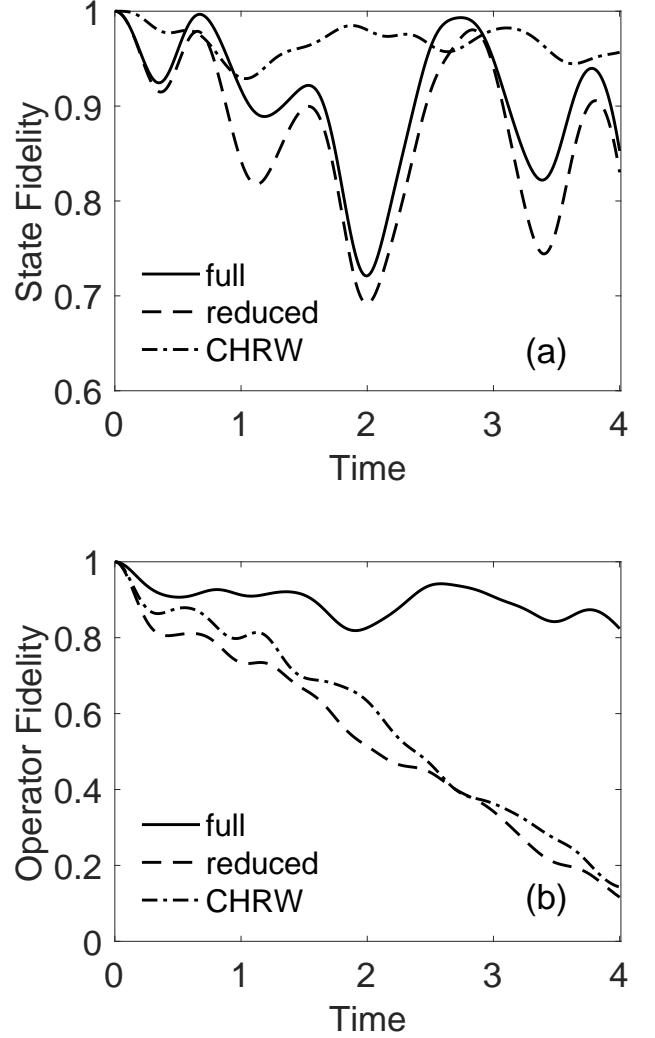 1
0.9
0.8
0.7
0.6
State Fidelity
full
reduced
CHRW
(a)
0 1 2 3 4
Time
1
0.8
0.6
0.4
0.2
0
Operator Fidelity
full
reduced
CHRW
(b)
0 1 2 3 4
Time